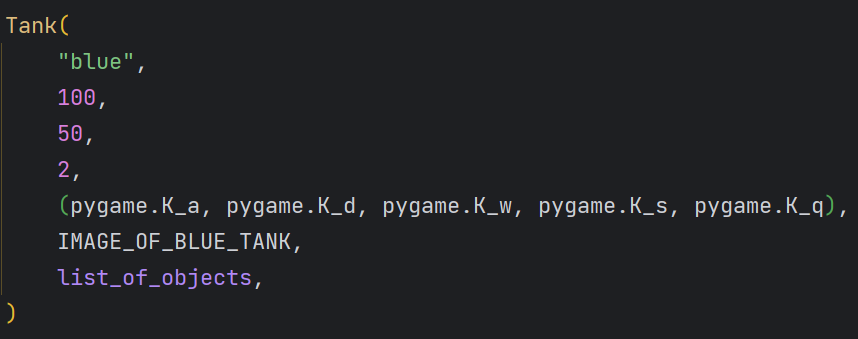 Tank(
    "blue",
    100,
    50,
    2,
    (pygame.K_a, pygame.K_d, pygame.K_w, pygame.K_s, pygame.K_q),
    IMAGE_OF_BLUE_TANK,
    list_of_objects,
)